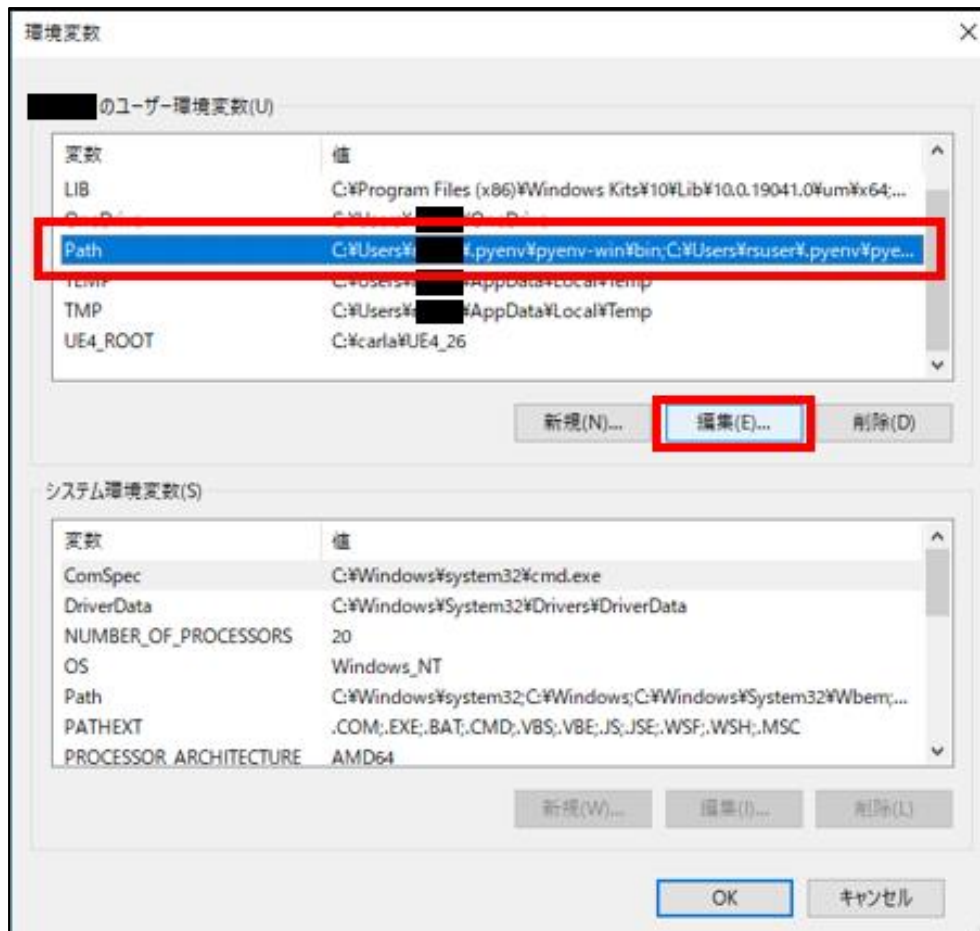 環境変数
のユーザー環境変数(U)
変数 値
LIB C:¥Program Files (x86)¥Windows Kits¥10¥Lib¥10.0.19041.0¥um¥x64;...
Path C:¥Users¥r ¥.pyenv¥pyenv-win¥bin;C:¥Users¥rsuser¥.pyenv¥pye...
TEMP C:¥Users¥r ¥AppData¥Local¥Temp
TMP C:¥Users¥r ¥AppData¥Local¥Temp
UE4_ROOT C:¥carla¥UE4_26
新規(N)... 編集(E)... 削除(D)
システム環境変数(S)
変数 値
ComSpec C:¥Windows¥system32¥cmd.exe
DriverData C:¥Windows¥System32¥Drivers¥DriverData
NUMBER_OF_PROCESSORS 20
OS Windows_NT
Path C:¥Windows¥system32;C:¥Windows;C:¥Windows¥System32¥Wbem;...
PATHEXT .COM;.EXE;.BAT;.CMD;.VBS;.VBE;.JS;.JSE;.WSF;.WSH;.MSC
PROCESSOR_ARCHITECTURE AMD64
新規(W)... 編集(I)... 削除(L)
OK キャンセル